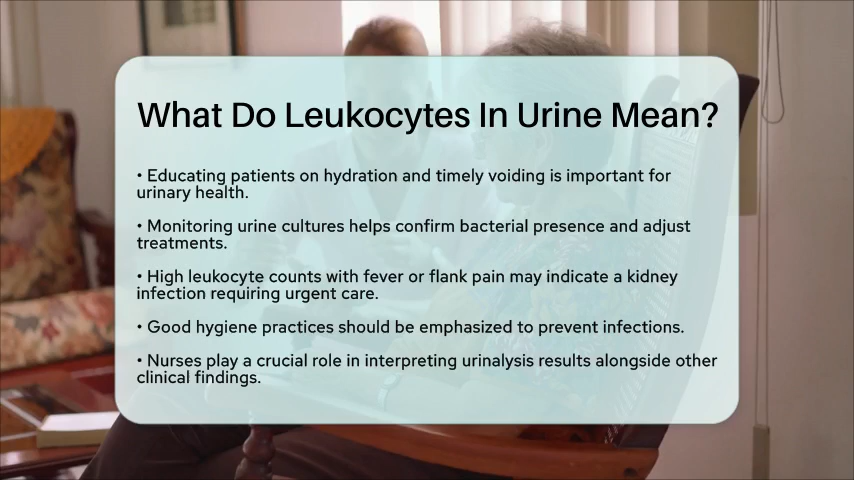 What Do Leukocytes In Urine Mean?
• Educating patients on hydration and timely voiding is important for
urinary health.
• Monitoring urine cultures helps confirm bacterial presence and adjust
treatments.
• High leukocyte counts with fever or flank pain may indicate a kidney
infection requiring urgent care.
• Good hygiene practices should be emphasized to prevent infections.
• Nurses play a crucial role in interpreting urinalysis results alongside other
clinical findings.